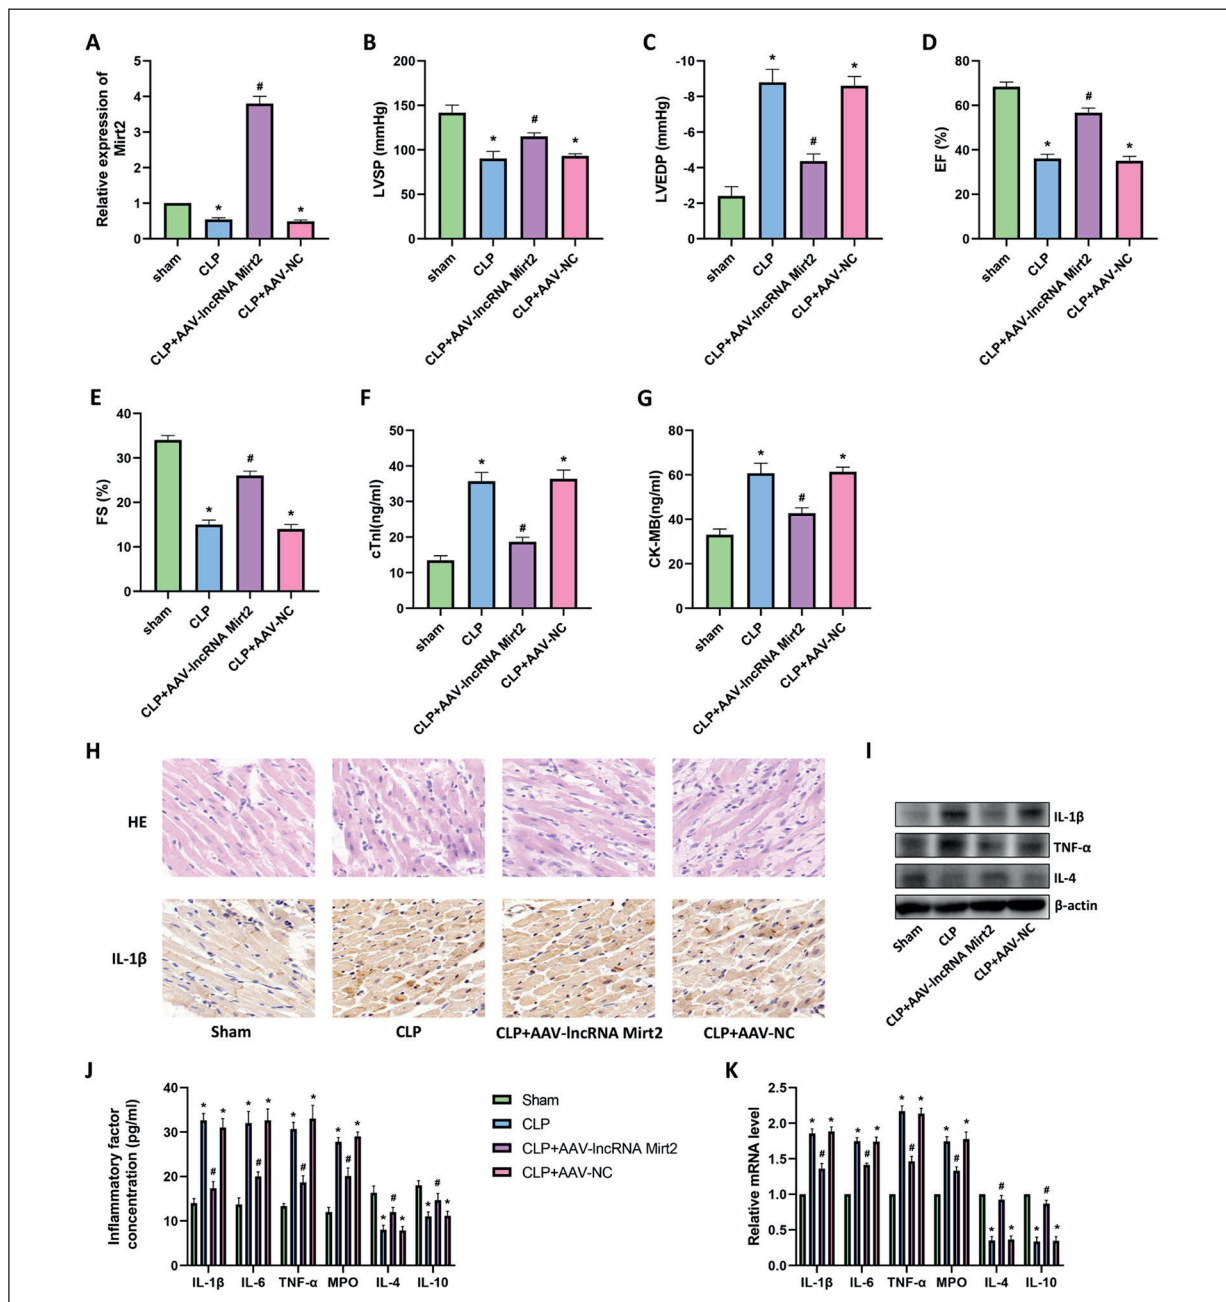 A
B
C
D
Relative expression of
Mirt2
5
4
3
2
1
0
sham
CLP
CLP+AAV-lncRNA Mirt2
CLP+AAV-NC
*
#
*
LVSP (mmHg)
200
150
100
50
0
sham
CLP
CLP+AAV-lncRNA Mirt2
CLP+AAV-NC
*
#
*
LVEDP (mmHg)
-10
-8
-6
-4
-2
0
sham
CLP
CLP+AAV-lncRNA Mirt2
CLP+AAV-NC
*
#
*
EF (%)
80
60
40
20
0
sham
CLP
CLP+AAV-lncRNA Mirt2
CLP+AAV-NC
*
#
*
E
F
G
FS (%)
40
30
20
10
0
sham
CLP
CLP+AAV-lncRNA Mirt2
CLP+AAV-NC
*
#
*
cTnI(ng/ml)
50
40
30
20
10
0
sham
CLP
CLP+AAV-lncRNA Mirt2
CLP+AAV-NC
*
#
*
CK-MB(ng/ml)
80
60
40
20
0
sham
CLP
CLP+AAV-lncRNA Mirt2
CLP+AAV-NC
*
#
*
H
HE
IL-1β
Sham
CLP
CLP+AAV-lncRNA Mirt2
CLP+AAV-NC
I
IL-1β
TNF-α
IL-4
β-actin
Sham
CLP
CLP+AAV-lncRNA Mirt2
CLP+AAV-NC
J
Inflammatory factor
concentration (pg/ml)
40
30
20
10
0
* # *
* # *
* # *
* # *
* # *
* # *
IL-1β
IL-6
TNF-α
MPO
IL-4
IL-10
Sham
CLP
CLP+AAV-lncRNA Mirt2
CLP+AAV-NC
K
Relative mRNA level
2.5
2.0
1.5
1.0
0.5
0.0
* # *
* # *
* # *
* # *
* # *
* # *
IL-1β
IL-6
TNF-α
MPO
IL-4
IL-10